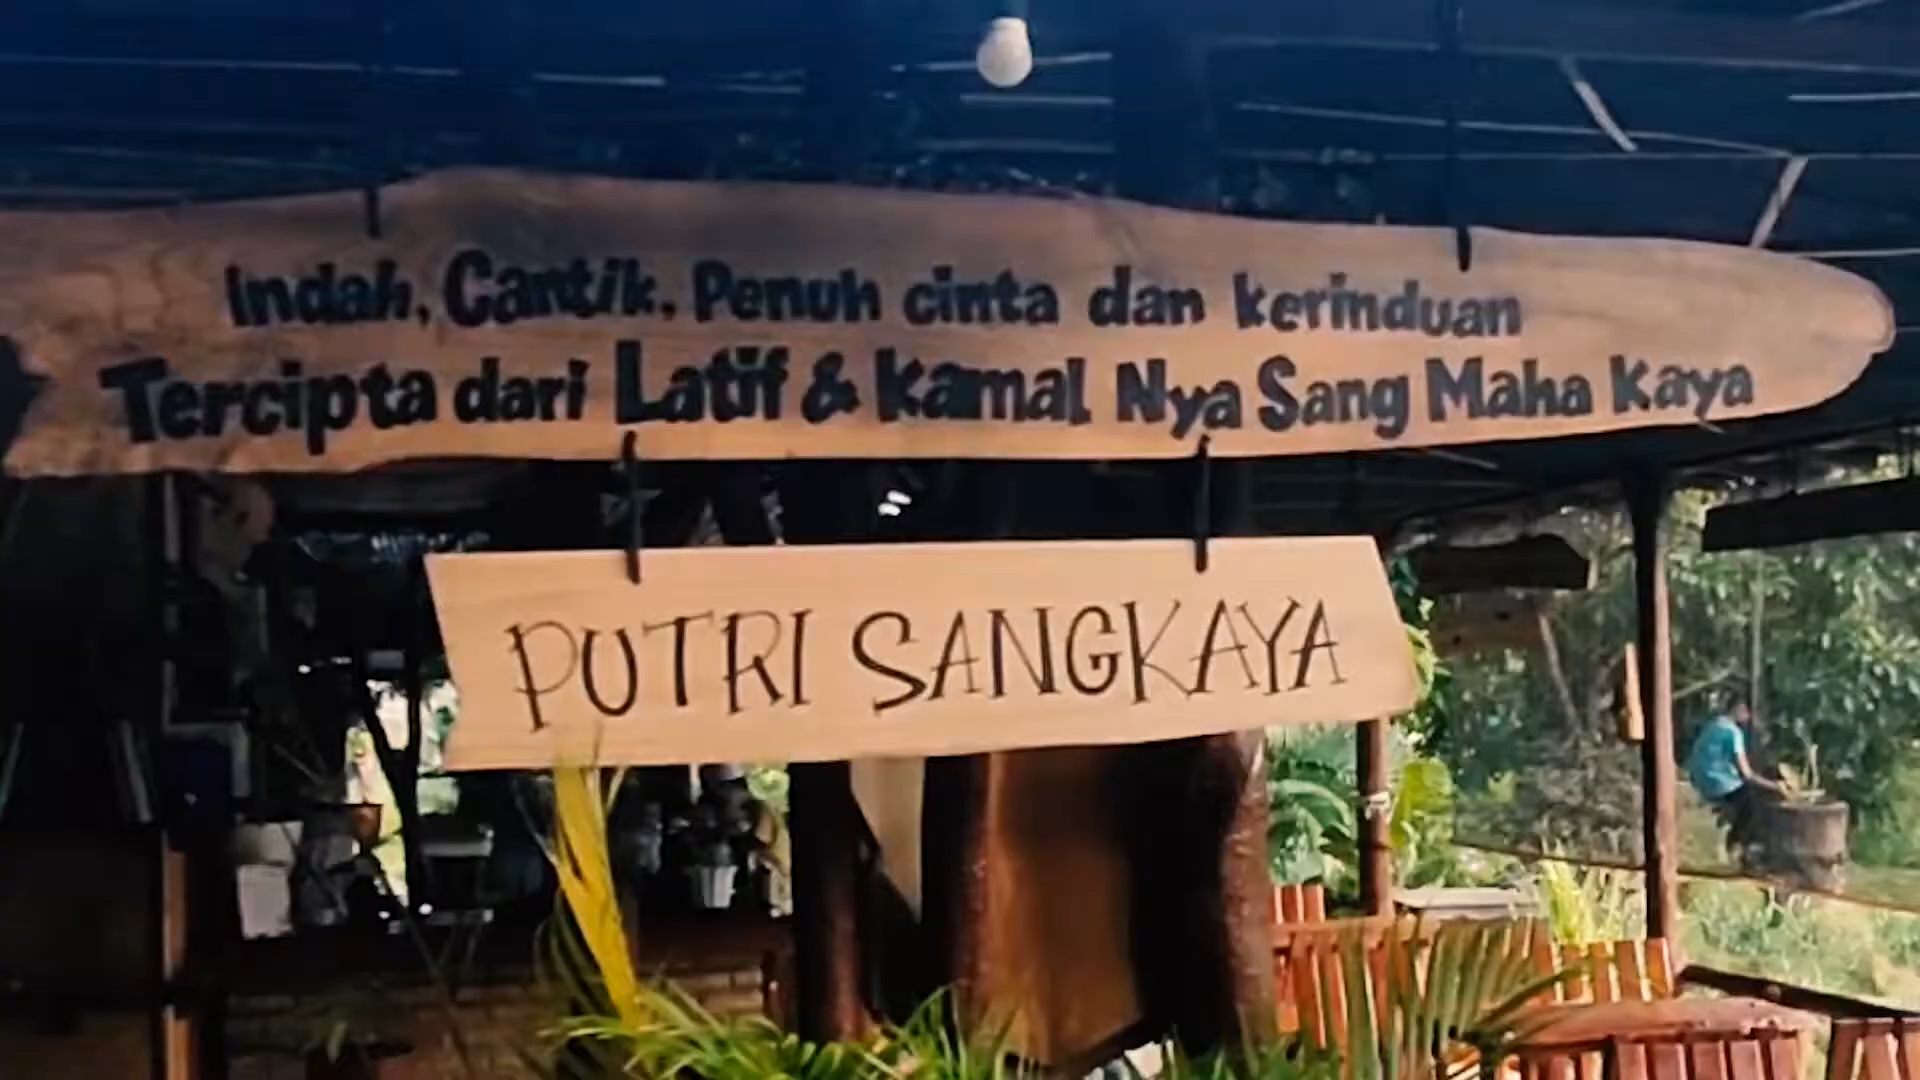 Indah, Cantik, Penuh cinta dan kerinduan
Tercipta dari Latif & Kamal Nya Sang Maha Kaya
PUTRI SANGKAYA